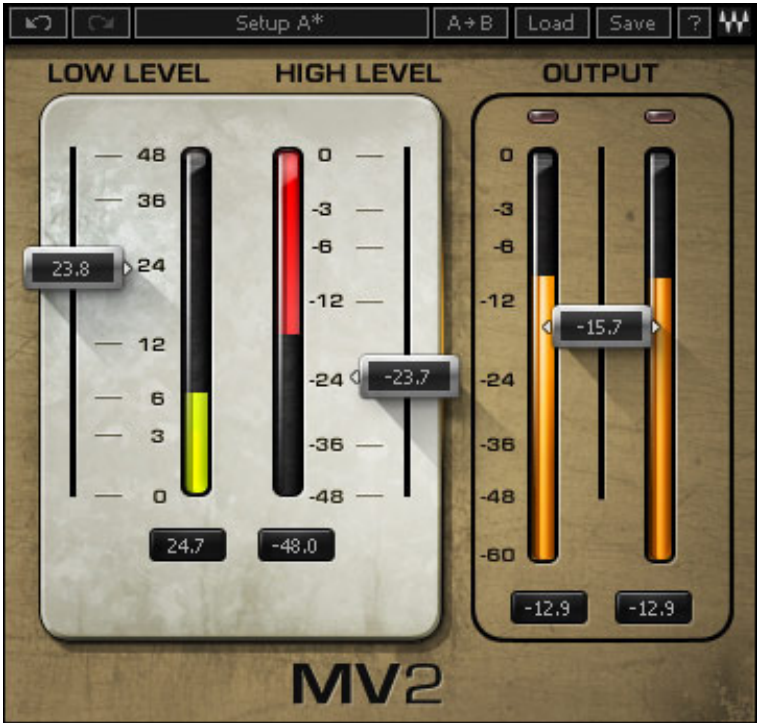 Setup A* A→B Load Save ?
LOW LEVEL HIGH LEVEL OUTPUT
48 0 0
36 -3 -3
-6 -6
23.8 24
-12 -12
12 -15.7
-24 -23.7 -24
6
3 -36 -36
0 -48 -48
24.7 -48.0 -60
-12.9 -12.9
MV2